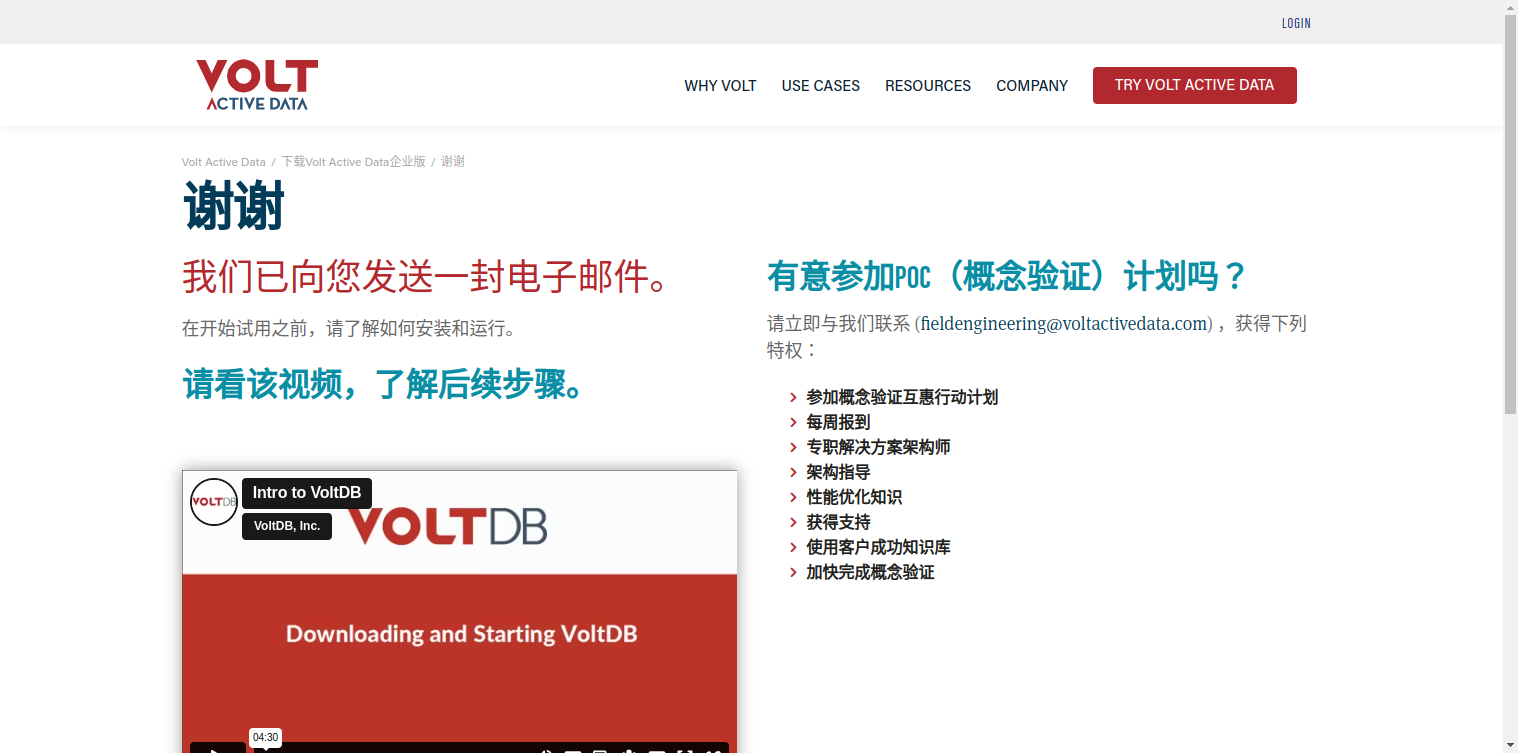 LOGIN
VOLT
ACTIVE DATA
WHY VOLT
USE CASES
RESOURCES
COMPANY
TRY VOLT ACTIVE DATA
Volt Active Data / 下载Volt Active Data企业版 / 谢谢
谢谢
我们已向您发送一封电子邮件。
在开始试用之前，请了解如何安装和运行。
请看该视频，了解后续步骤。
VOLTDB
Intro to VoltDB
VoltDB, Inc.
VOLTDB
Downloading and Starting VoltDB
04:30
有意参加POC（概念验证）计划吗？
请立即与我们联系 (fieldengineering@voltactivedata.com) ，获得下列
特权：
参加概念验证互惠行动计划
每周报到
专职解决方案架构师
架构指导
性能优化知识
获得支持
使用客户成功知识库
加快完成概念验证